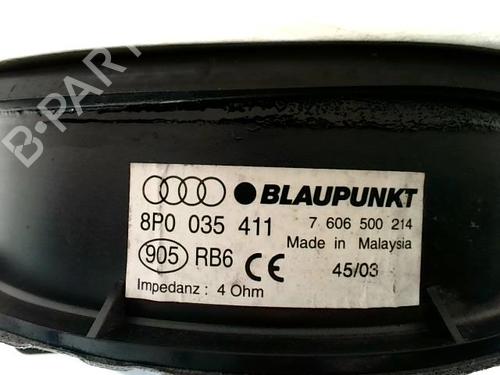 B-PARTS
BLAUPUNKT
8P0 035 411 7 606 500 214
Made in Malaysia
905 RB6 CE 45/03
Impedanz : 4 Ohm